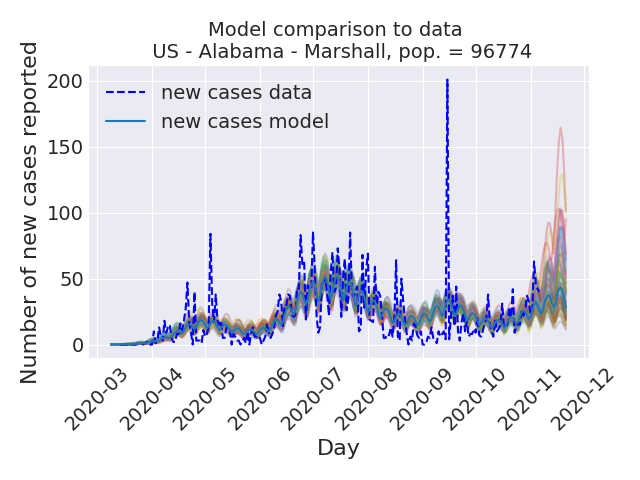 Model comparison to data
US - Alabama - Marshall, pop. = 96774
Number of new cases reported
200
150
100
50
0
new cases data
new cases model
2020-03
2020-04
2020-05
2020-06
2020-07
2020-08
2020-09
2020-10
2020-11
2020-12
Day